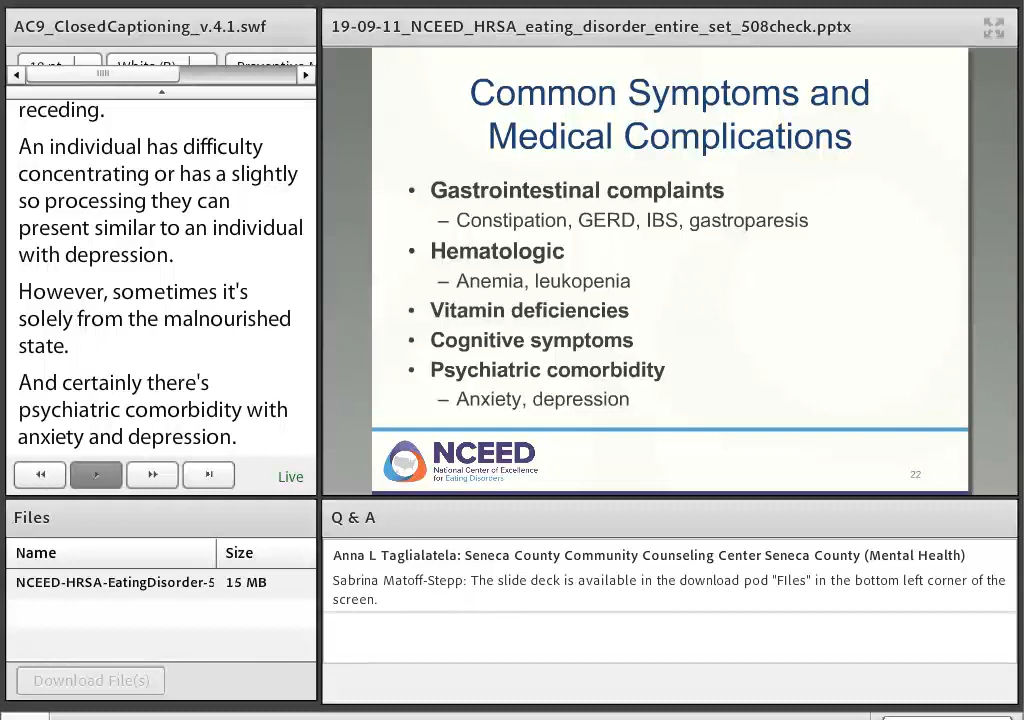 AC9_ClosedCaptioning_v.4.1.swf
receding.
An individual has difficulty
concentrating or has a slightly
so processing they can
present similar to an individual
with depression.
However, sometimes it's
solely from the malnourished
state.
And certainly there's
psychiatric comorbidity with
anxiety and depression.
Live
19-09-11_NCEED_HRSA_eating_disorder_entire_set_508check.pptx
Common Symptoms and
Medical Complications
• Gastrointestinal complaints
– Constipation, GERD, IBS, gastroparesis
• Hematologic
– Anemia, leukopenia
• Vitamin deficiencies
• Cognitive symptoms
• Psychiatric comorbidity
– Anxiety, depression
NCEED
National Center of Excellence
for Eating Disorders
22
Files
Name Size
NCEED-HRSA-EatingDisorder-5 15 MB
Download File(s)
Q & A
Anna L Taglialatela: Seneca County Community Counseling Center Seneca County (Mental Health)
Sabrina Matoff-Stepp: The slide deck is available in the download pod "FIles" in the bottom left corner of the
screen.